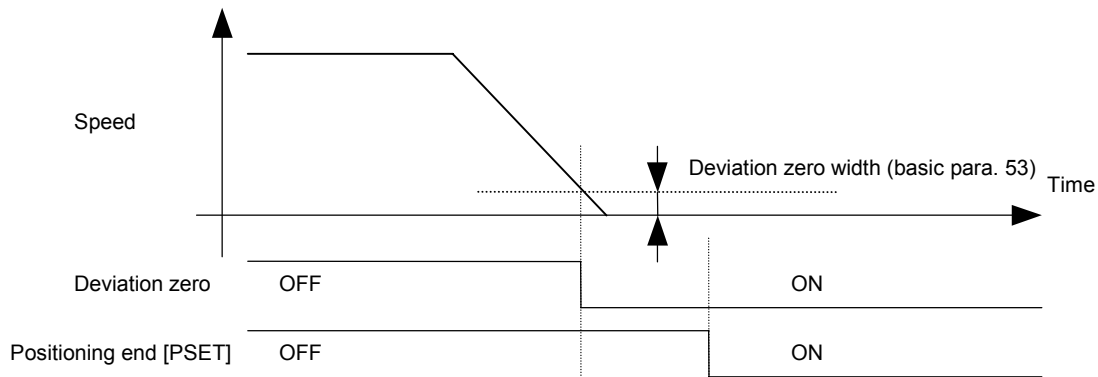 Speed
Deviation zero width (basic para. 53)
Time
Deviation zero
OFF
ON
Positioning end [PSET]
OFF
ON